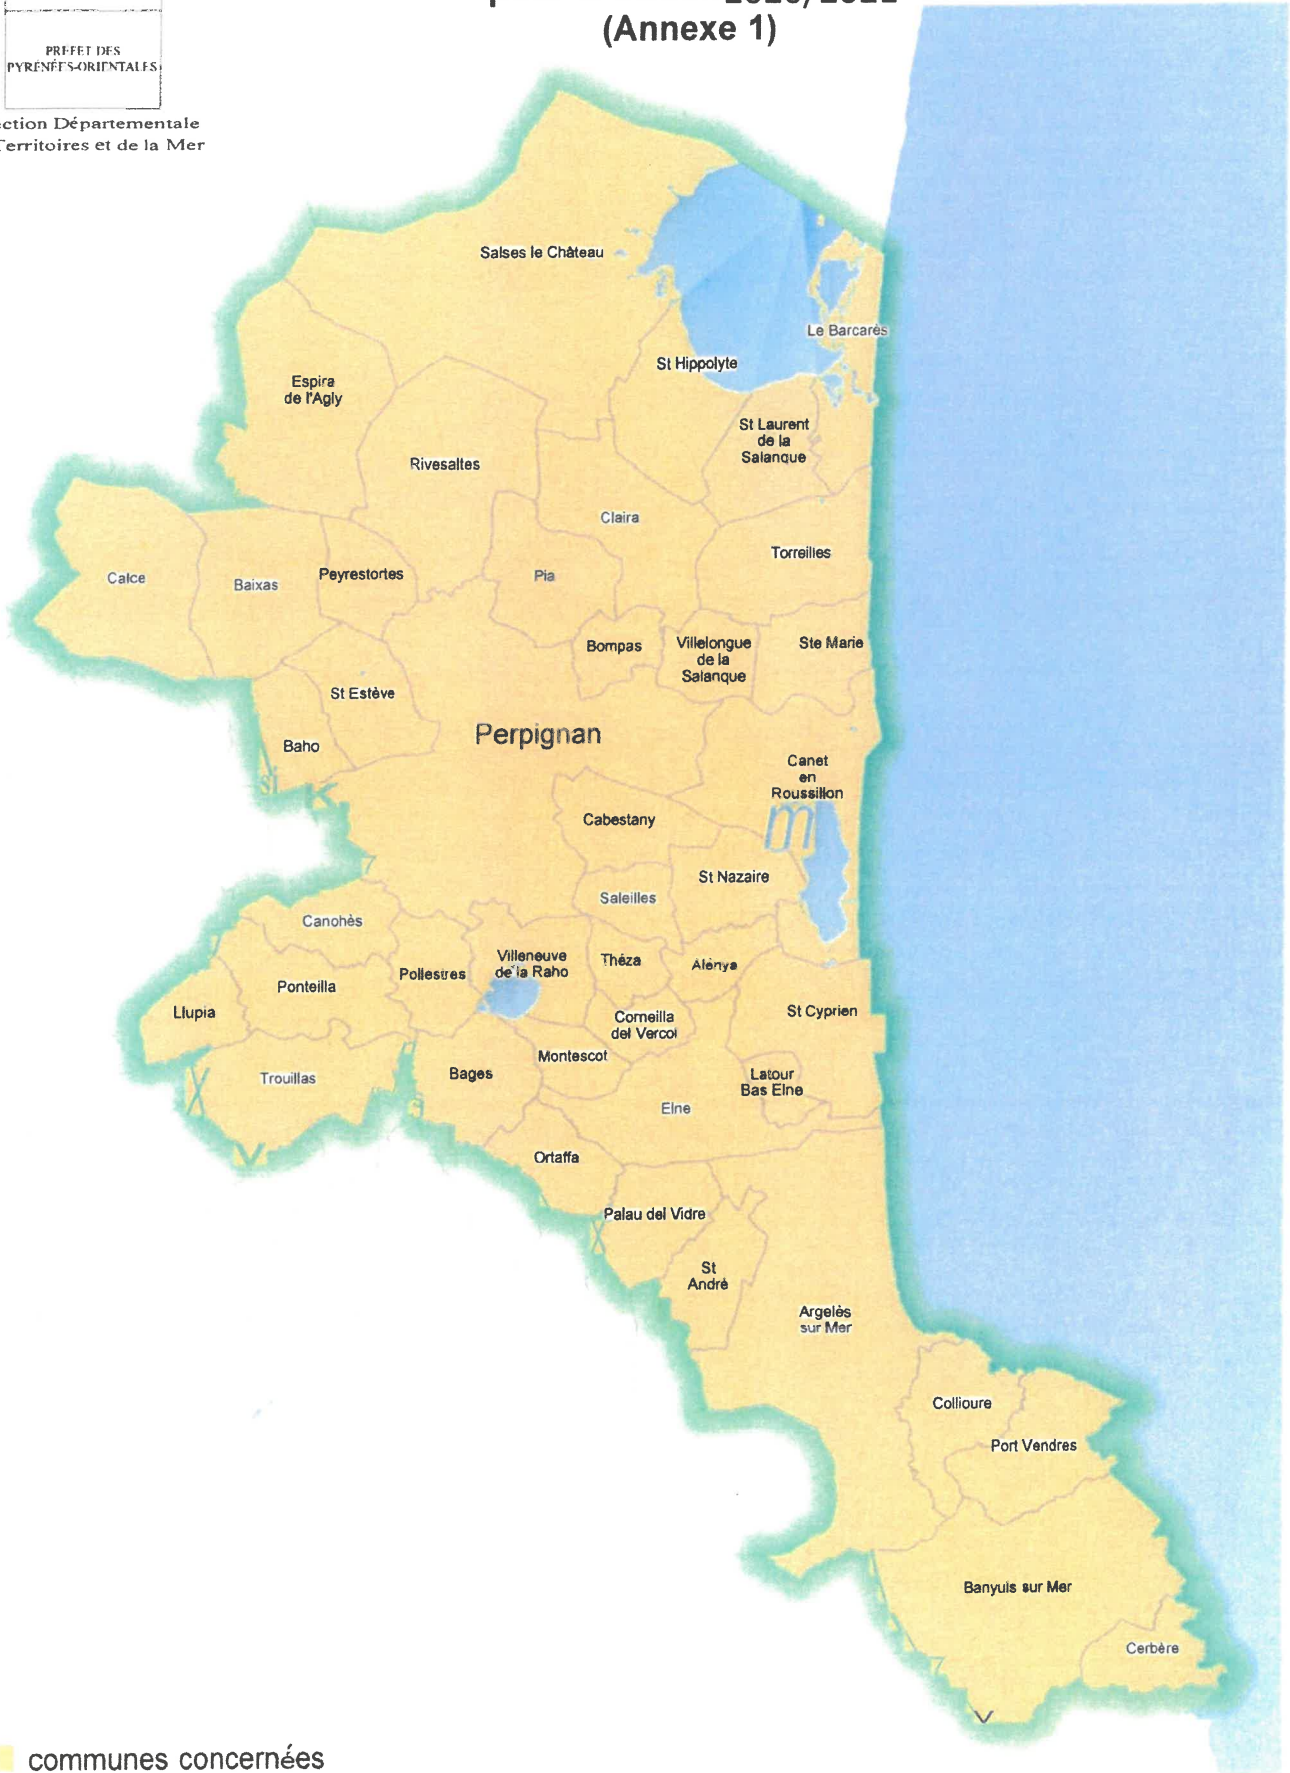 (Annexe 1)
PREFET DES
PYRÉNÉES-ORIENTALES
ction Départementale
Territoires et de la Mer
Salses le Château
Le Barcarès
St Hippolyte
Espira
de l'Agly
St Laurent
de la
Salanque
Rivesaltes
Claira
Torreilles
Calce
Baixas
Peyrestortes
Pia
Bompas
Villelongue
de la
Salanque
Ste Marie
St Estève
Perpignan
Baho
Canet
en
Roussillon
Cabestany
St Nazaire
Saleilles
Canohès
Villeneuve
de la Raho
Théza
Alénya
Pollestres
Ponteilla
Llupia
St Cyprien
Corneilla
del Vercol
Montescot
Bages
Trouillas
Latour
Bas Elne
Elne
Ortaffa
Palau del Vidre
St
André
Argelès
sur Mer
Collioure
Port Vendres
Banyuls sur Mer
Cerbère
communes concernées